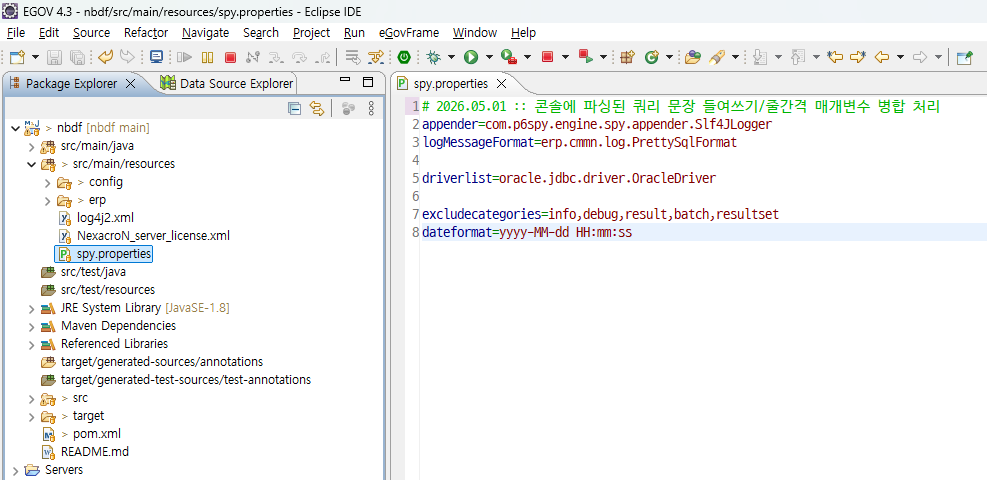 EGOV 4.3 - nbdf/src/main/resources/spy.properties - Eclipse IDE
File Edit Source Refactor Navigate Search Project Run eGovFrame Window Help
Package Explorer
Data Source Explorer
nbdf [nbdf main]
src/main/java
src/main/resources
config
erp
log4j2.xml
NexacroN_server_license.xml
spy.properties
src/test/java
src/test/resources
JRE System Library [JavaSE-1.8]
Maven Dependencies
Referenced Libraries
target/generated-sources/annotations
target/generated-test-sources/test-annotations
src
target
pom.xml
README.md
Servers
spy.properties
1 # 2026.05.01 :: 콘솔에 파싱된 쿼리 문장 들여쓰기/줄간격 매개변수 병합 처리
2 appender=com.p6spy.engine.spy.appender.Slf4JLogger
3 logMessageFormat=erp.cmmn.log.PrettySqlFormat
4
5 driverlist=oracle.jdbc.driver.OracleDriver
6
7 excludecategories=info,debug,result,batch,resultset
8 dateformat=yyyy-MM-dd HH:mm:ss